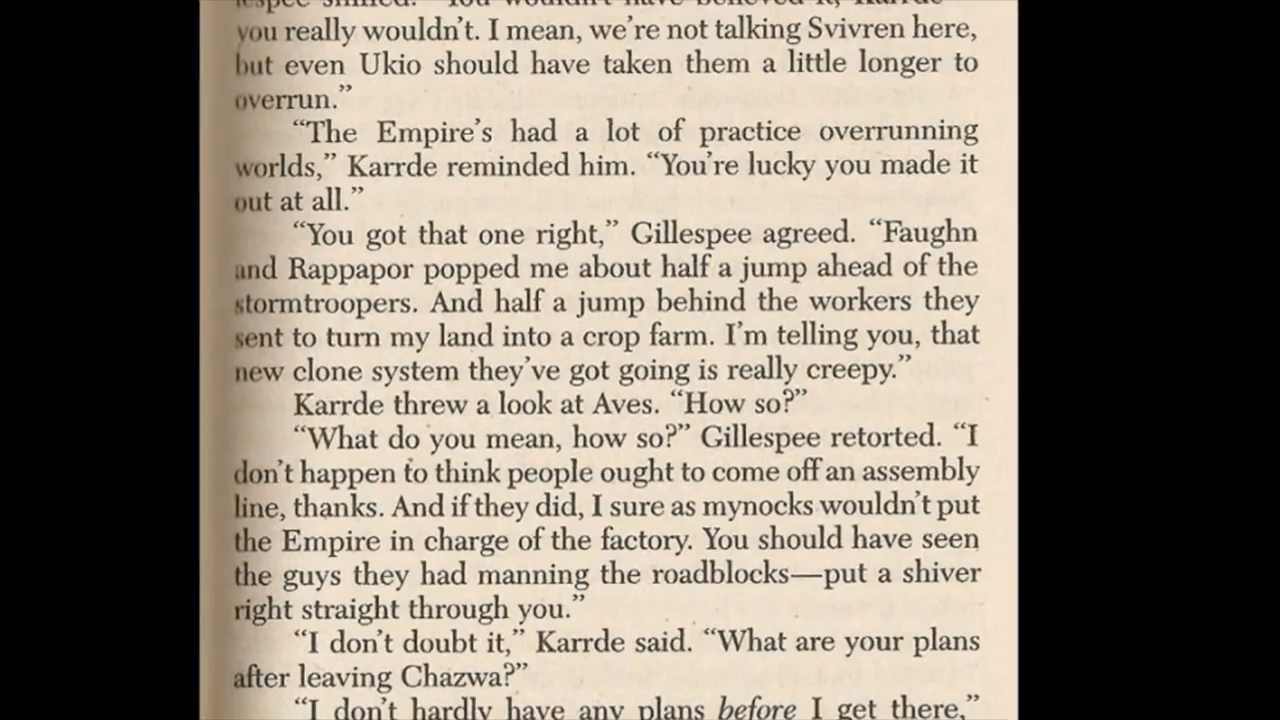 you really wouldn't. I mean, we're not talking Svivren here,
but even Ukio should have taken them a little longer to
overrun.”
“The Empire's had a lot of practice overrunning
worlds,” Karrde reminded him. “You're lucky you made it
out at all.”
“You got that one right,” Gillespee agreed. “Faughn
and Rappapor popped me about half a jump ahead of the
stormtroopers. And half a jump behind the workers they
sent to turn my land into a crop farm. I'm telling you, that
new clone system they've got going is really creepy.”
Karrde threw a look at Aves. “How so?”
“What do you mean, how so?” Gillespee retorted. “I
don't happen to think people ought to come off an assembly
line, thanks. And if they did, I sure as mynocks wouldn't put
the Empire in charge of the factory. You should have seen
the guys they had manning the roadblocks—put a shiver
right straight through you.”
“I don't doubt it,” Karrde said. “What are your plans
after leaving Chazwa?”
“I don't hardly have any plans before I get there,”